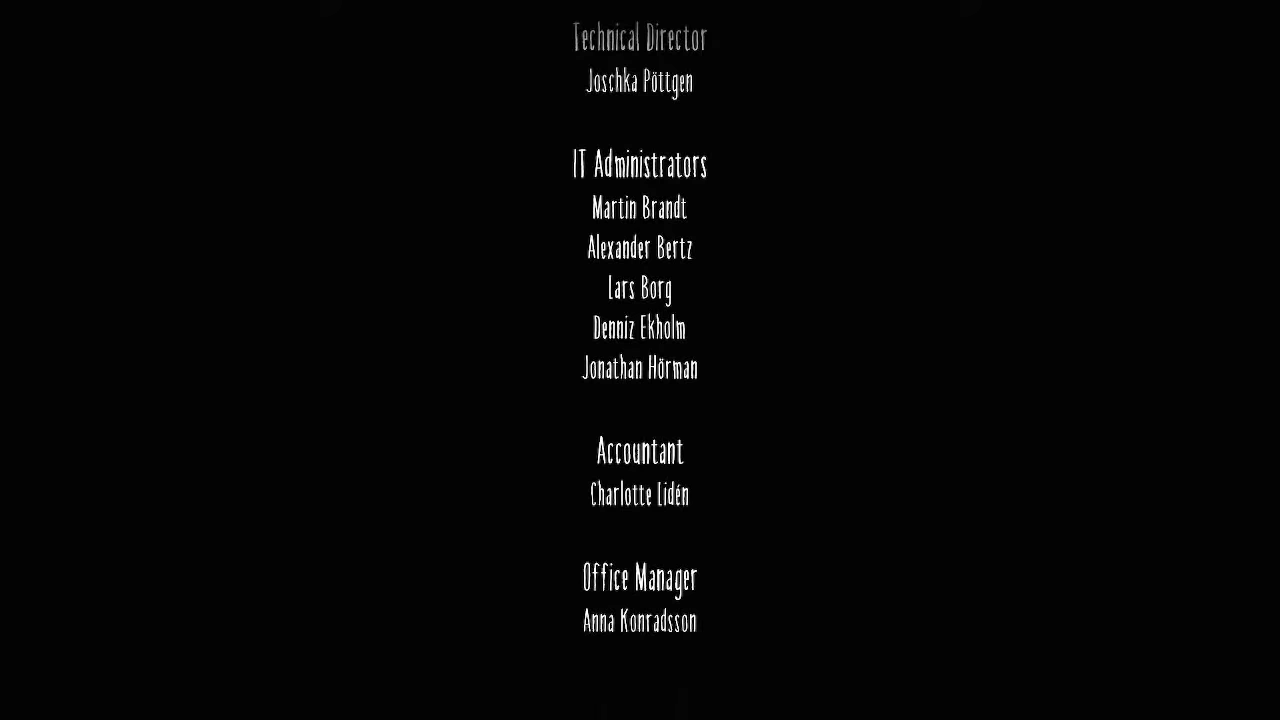 Technical Director
Joschka Pöttgen
IT Administrators
Martin Brandt
Alexander Bertz
Lars Borg
Denniz Ekholm
Jonathan Hörman
Accountant
Charlotte Lidén
Office Manager
Anna Konradsson